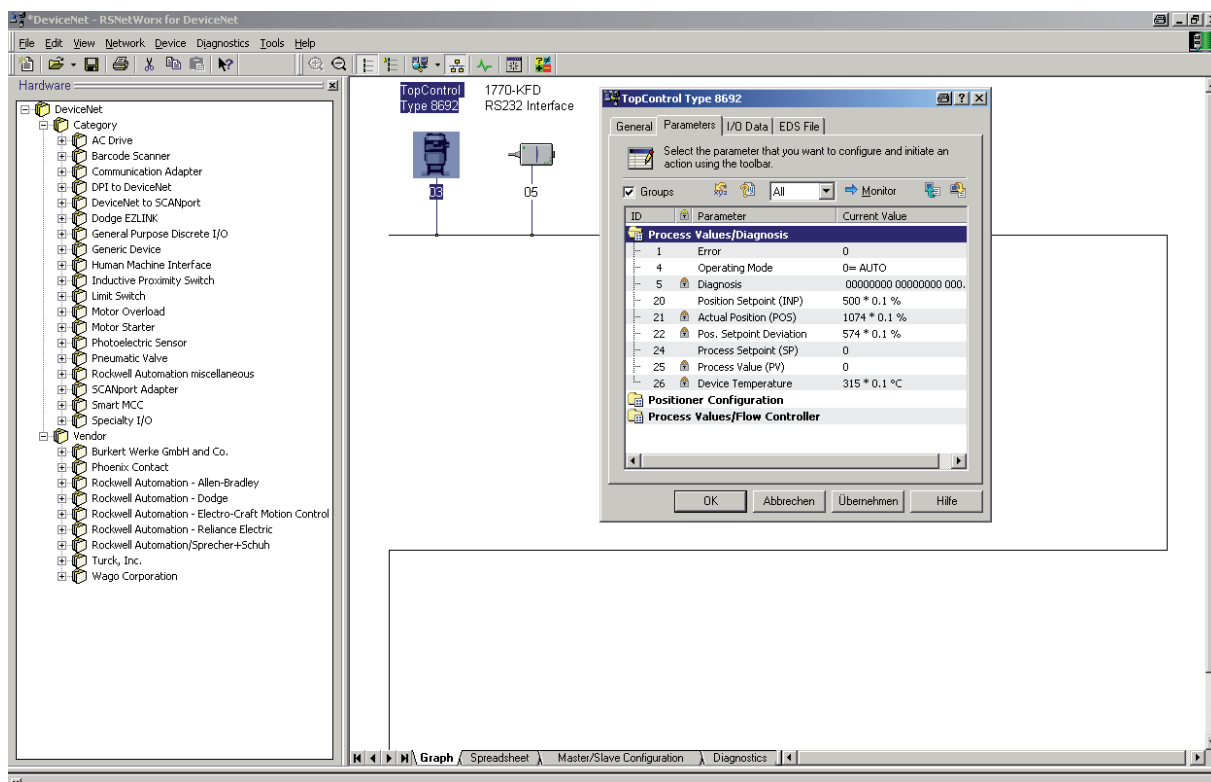 *DeviceNet - RSNetWorx for DeviceNet
File Edit View Network Device Diagnostics Tools Help
Hardware
DeviceNet
Category
AC Drive
Barcode Scanner
Communication Adapter
DPI to DeviceNet
DeviceNet to SCANport
Dodge EZLINK
General Purpose Discrete I/O
Generic Device
Human Machine Interface
Inductive Proximity Switch
Limit Switch
Motor Overload
Motor Starter
Photoelectric Sensor
Pneumatic Valve
Rockwell Automation miscellaneous
SCANport Adapter
Smart MCC
Specialty I/O
Vendor
Burkert Werke GmbH and Co.
Phoenix Contact
Rockwell Automation - Allen-Bradley
Rockwell Automation - Dodge
Rockwell Automation - Electro-Craft Motion Control
Rockwell Automation - Reliance Electric
Rockwell Automation/Sprecher+Schuh
Turck, Inc.
Wago Corporation
TopControl 1770-KFD
Type 8692 RS232 Interface
03 05
TopControl Type 8692
General Parameters I/O Data EDS File
Select the parameter that you want to configure and initiate an
action using the toolbar.
Groups All Monitor
ID Parameter Current Value
Process Values/Diagnosis
1 Error 0
4 Operating Mode 0= AUTO
5 Diagnosis 00000000 00000000 000.
20 Position Setpoint (INP) 500 * 0.1 %
21 Actual Position (POS) 1074 * 0.1 %
22 Pos. Setpoint Deviation 574 * 0.1 %
24 Process Setpoint (SP) 0
25 Process Value (PV) 0
26 Device Temperature 315 * 0.1 °C
Positioner Configuration
Process Values/Flow Controller
OK Abbrechen Übernehmen Hilfe
Graph Spreadsheet Master/Slave Configuration Diagnostics